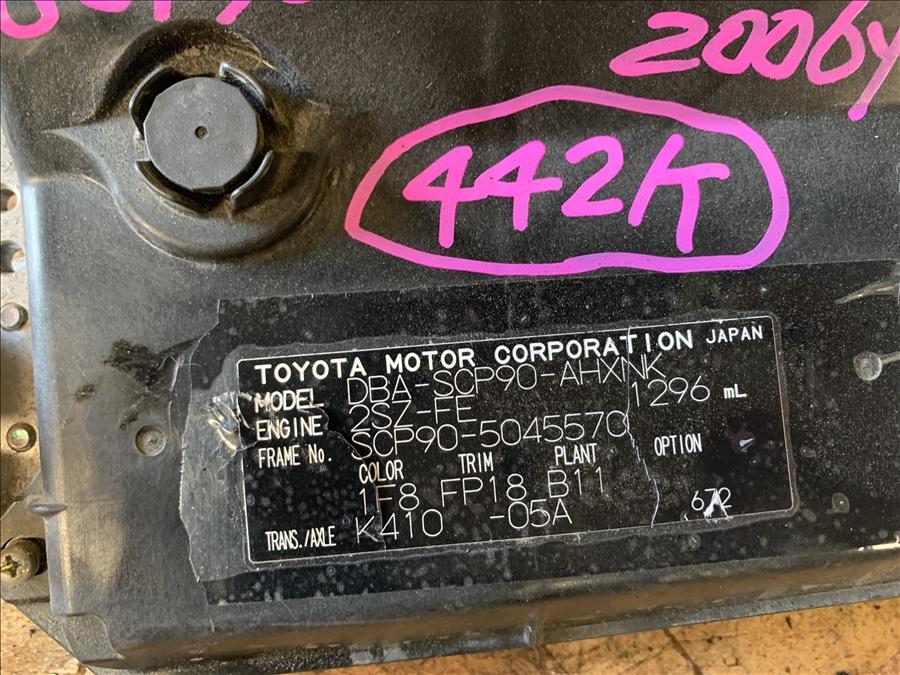 2006y
442K
TOYOTA MOTOR CORPORATION JAPAN
MODEL DBA-SCP90-AHXNK
ENGINE 2SZ-FE 1296 mL
FRAME No. SCP90-5045570
COLOR TRIM PLANT OPTION
1F8 FP18 B11
TRANS./AXLE K410 -05A 672